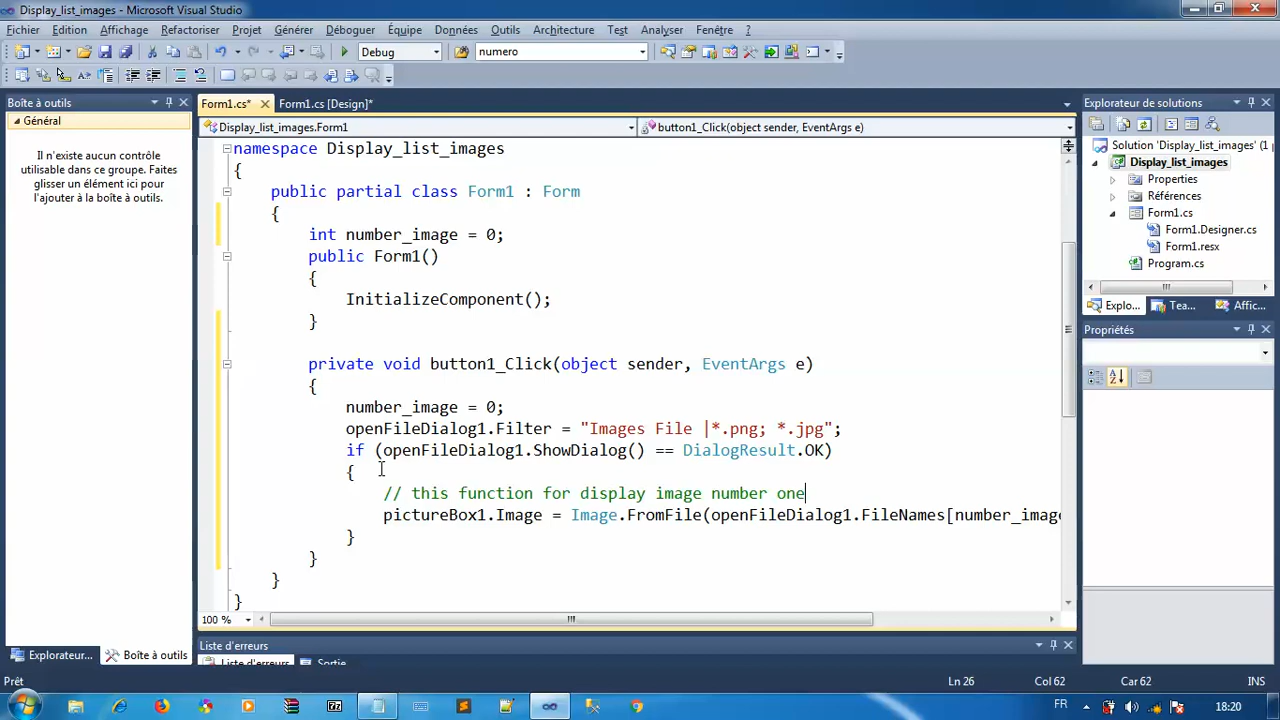 Display_list_images - Microsoft Visual Studio
Fichier Edition Affichage Refactoriser Projet Générer Déboguer Équipe Données Outils Architecture Test Analyser Fenêtre ?
Debug numero
Boîte à outils
Général
Il n'existe aucun contrôle
utilisable dans ce groupe. Faites
glisser un élément ici pour
l'ajouter à la boîte à outils.
Explorateur... Boîte à outils
Form1.cs* Form1.cs [Design]*
Display_list_images.Form1 button1_Click(object sender, EventArgs e)
namespace Display_list_images
{
public partial class Form1 : Form
{
int number_image = 0;
public Form1()
{
InitializeComponent();
}
private void button1_Click(object sender, EventArgs e)
{
number_image = 0;
openFileDialog1.Filter = "Images File |*.png; *.jpg";
if (openFileDialog1.ShowDialog() == DialogResult.OK)
{
// this function for display image number one
pictureBox1.Image = Image.FromFile(openFileDialog1.FileNames[number_image
}
}
}
}
100 %
Liste d'erreurs
Liste d'erreurs Sortie
Explorateur de solutions
Solution 'Display_list_images' (1
Display_list_images
Properties
Références
Form1.cs
Form1.Designer.cs
Form1.resx
Program.cs
Explo... Tea... Affic...
Propriétés
Prêt Ln 26 Col 62 Car 62 INS
FR 18:20